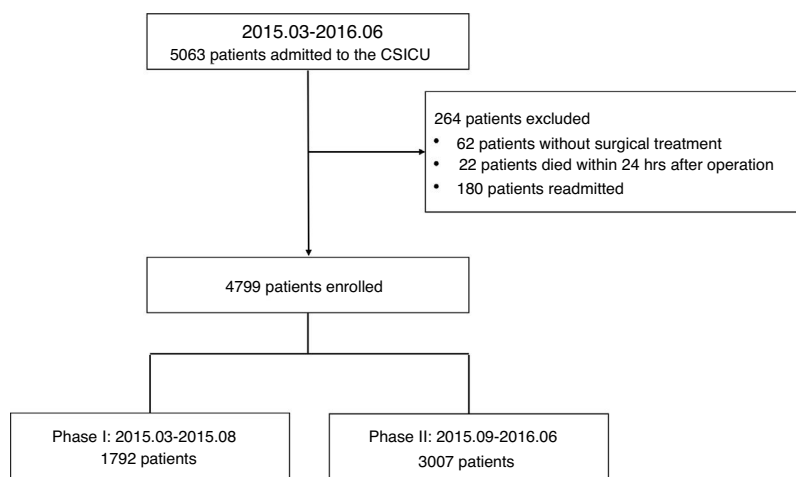 2015.03-2016.06
5063 patients admitted to the CSICU
264 patients excluded
• 62 patients without surgical treatment
• 22 patients died within 24 hrs after operation
• 180 patients readmitted
4799 patients enrolled
Phase I: 2015.03-2015.08
1792 patients
Phase II: 2015.09-2016.06
3007 patients